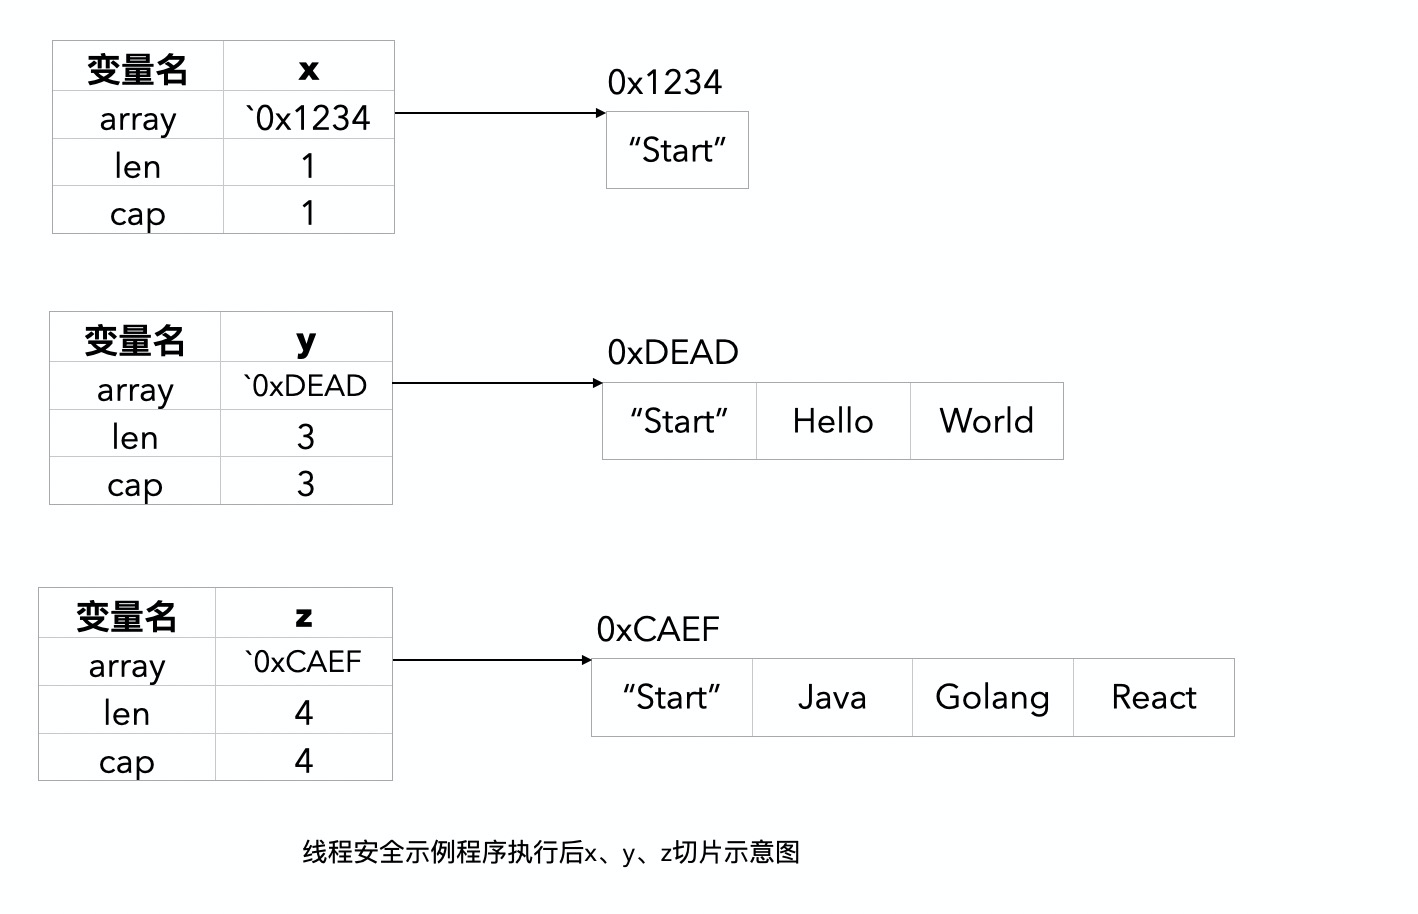 变量名 x
array `0x1234
len 1
cap 1
0x1234
“Start”
变量名 y
array `0xDEAD
len 3
cap 3
0xDEAD
“Start” Hello World
变量名 z
array `0xCAEF
len 4
cap 4
0xCAEF
“Start” Java Golang React
线程安全示例程序执行后x、y、z切片示意图